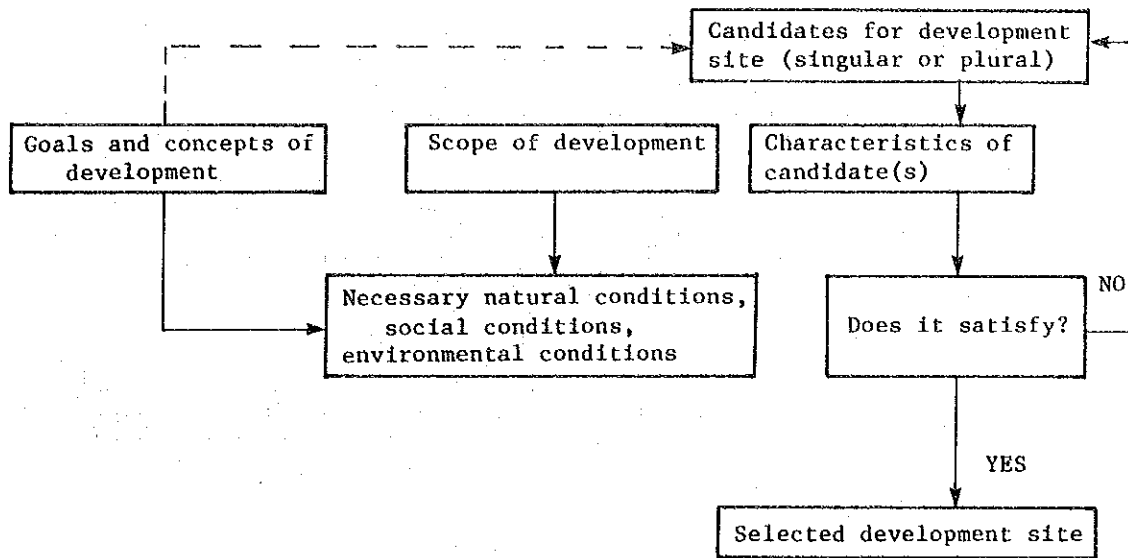 Candidates for development
site (singular or plural)
Goals and concepts of
development
Scope of development
Characteristics of
candidate(s)
Necessary natural conditions,
social conditions,
environmental conditions
Does it satisfy?
NO
YES
Selected development site